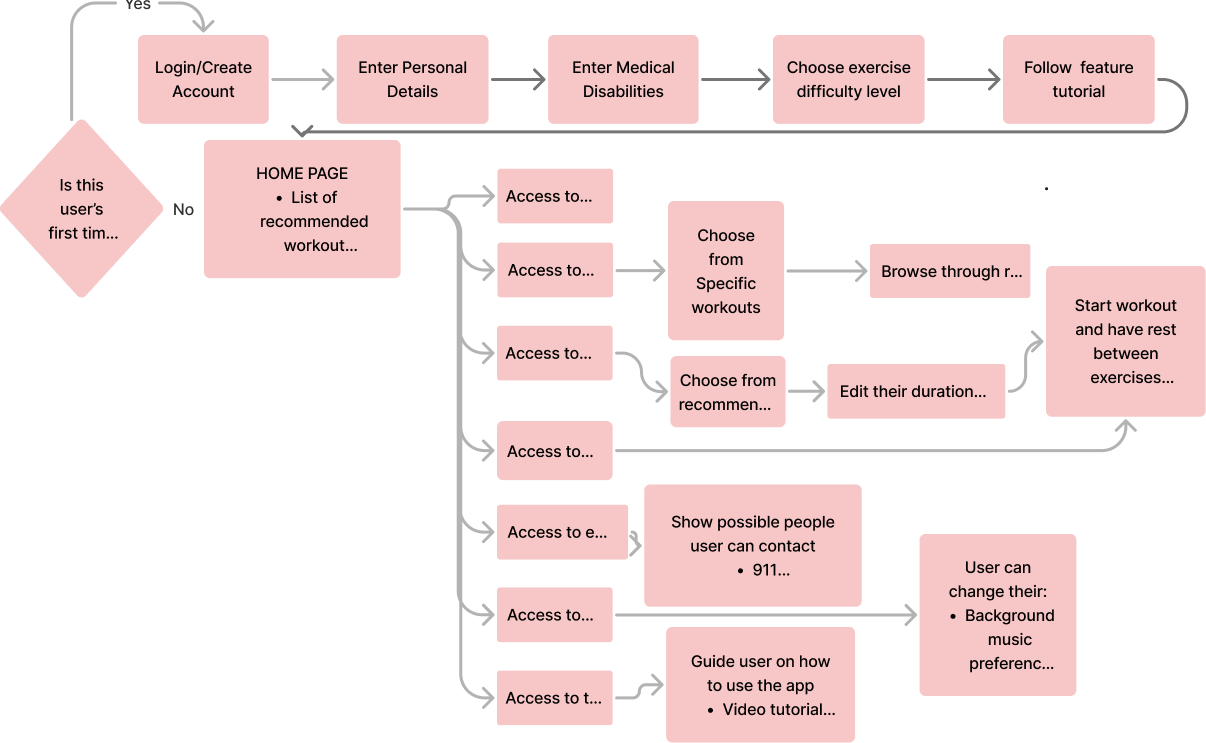 Yes
Login/Create
Account
Enter Personal
Details
Enter Medical
Disabilities
Choose exercise
difficulty level
Follow feature
tutorial
Is this
user's
first tim...
No
HOME PAGE
• List of
recommended
workout...
Access to...
Access to...
Choose
from
Specific
workouts
Browse through r...
Access to...
Choose from
recommen...
Edit their duration...
Start workout
and have rest
between
exercises...
Access to...
Access to e...
Show possible people
user can contact
• 911...
Access to...
User can
change their:
• Background
music
preferenc...
Access to t...
Guide user on how
to use the app
• Video tutorial...